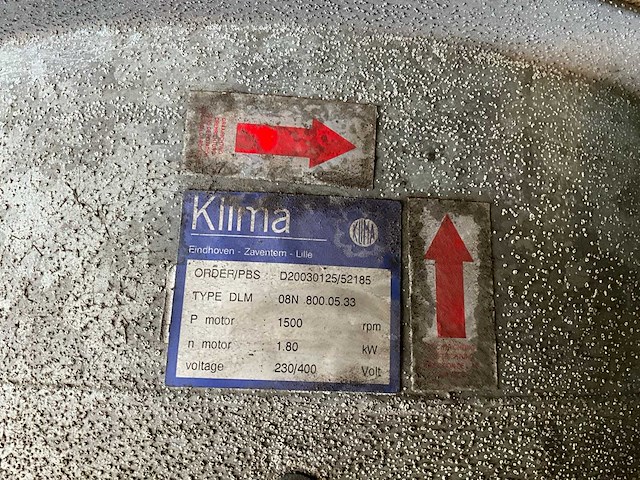 Klima
KLIMA
Eindhoven - Zaventem - Lille
ORDER/PBS : D20030125/52185
TYPE DLM : 08N 800.05.33
P motor : 1500 rpm
n motor : 1.80 kW
voltage : 230/400 Volt